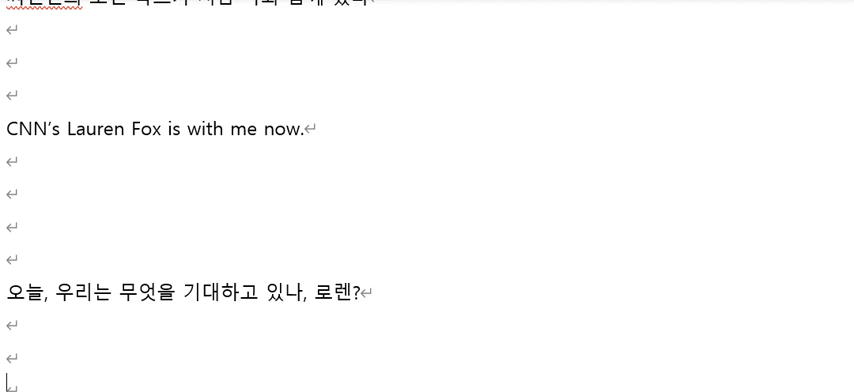 CNN’s Lauren Fox is with me now.
오늘, 우리는 무엇을 기대하고 있나, 로렌?